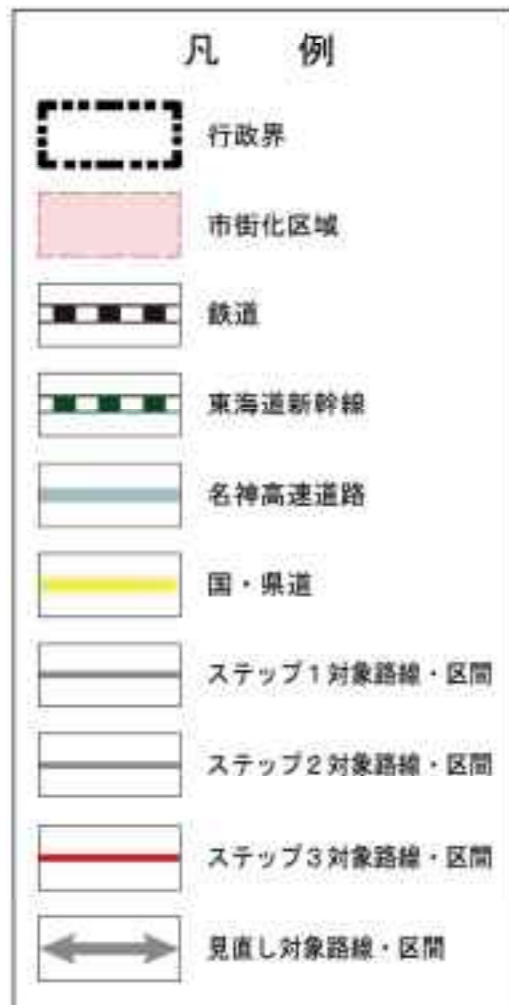 凡　例
行政界
市街化区域
鉄道
東海道新幹線
名神高速道路
国・県道
ステップ1対象路線・区間
ステップ2対象路線・区間
ステップ3対象路線・区間
見直し対象路線・区間